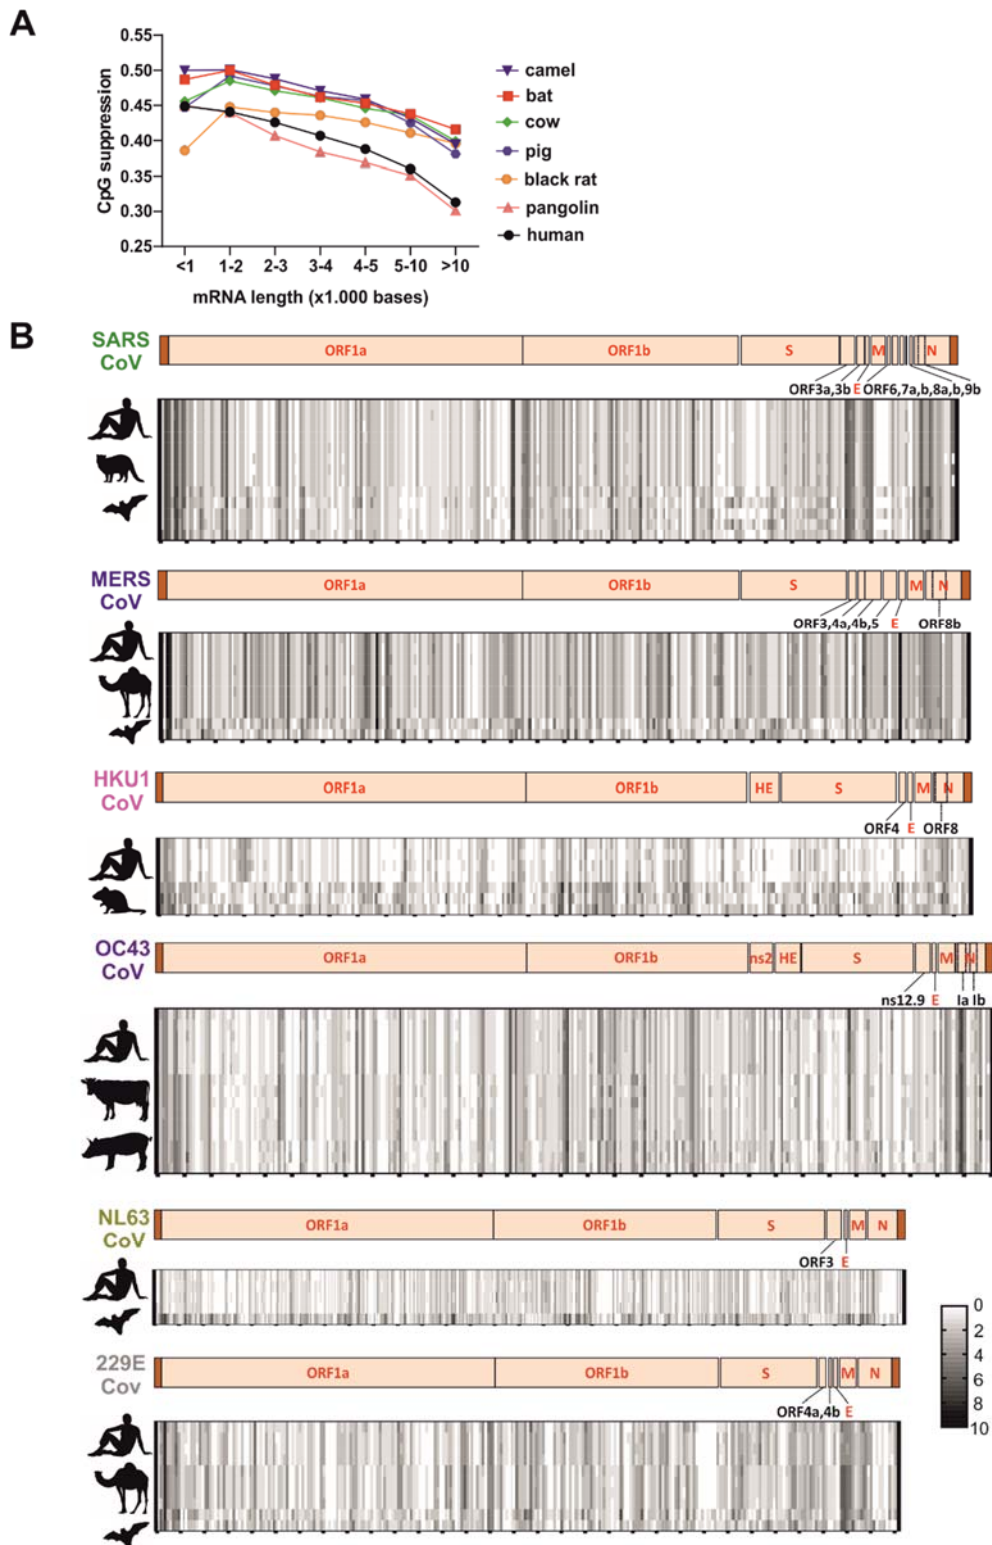 A
0.55
0.50
0.45
0.40
0.35
0.30
0.25
CpG suppression
<1 1-2 2-3 3-4 4-5 5-10 >10
mRNA length (x1.000 bases)
camel
bat
cow
pig
black rat
pangolin
human
B
SARS
CoV
ORF1a ORF1b S M N
ORF3a,3b E ORF6,7a,b,8a,b,9b
MERS
CoV
ORF1a ORF1b S M N
ORF3,4a,4b,5 E ORF8b
HKU1
CoV
ORF1a ORF1b HE S M N
ORF4 E ORF8
OC43
CoV
ORF1a ORF1b ns2 HE S M N
ns12.9 E Ia Ib
NL63
CoV
ORF1a ORF1b S M N
ORF3 E
229E
Cov
ORF1a ORF1b S M N
ORF4a,4b E
0
2
4
6
8
10